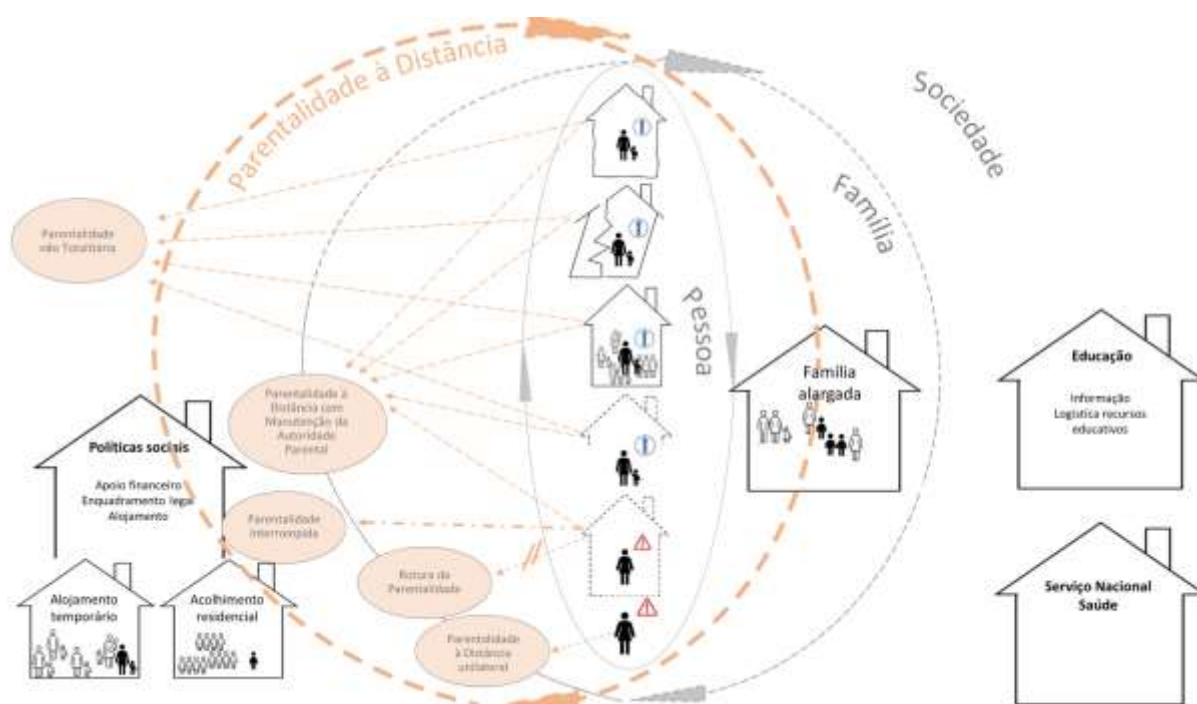 Parentalidade à Distância
Sociedade
Família
Pessoa
Parentalidade
não Totalitária
Parentalidade à
Distância com
Manutenção da
Autoridade
Parental
Políticas sociais
Apoio financeiro
Enquadramento legal
Alojamento
Parentalidade
Interrompida
Rotura da
Parentalidade
Parentalidade
à Distância
unilateral
Alojamento
temporário
Acolhimento
residencial
Família
alargada
Educação
Informação
Logística recursos
educativos
Serviço Nacional
Saúde